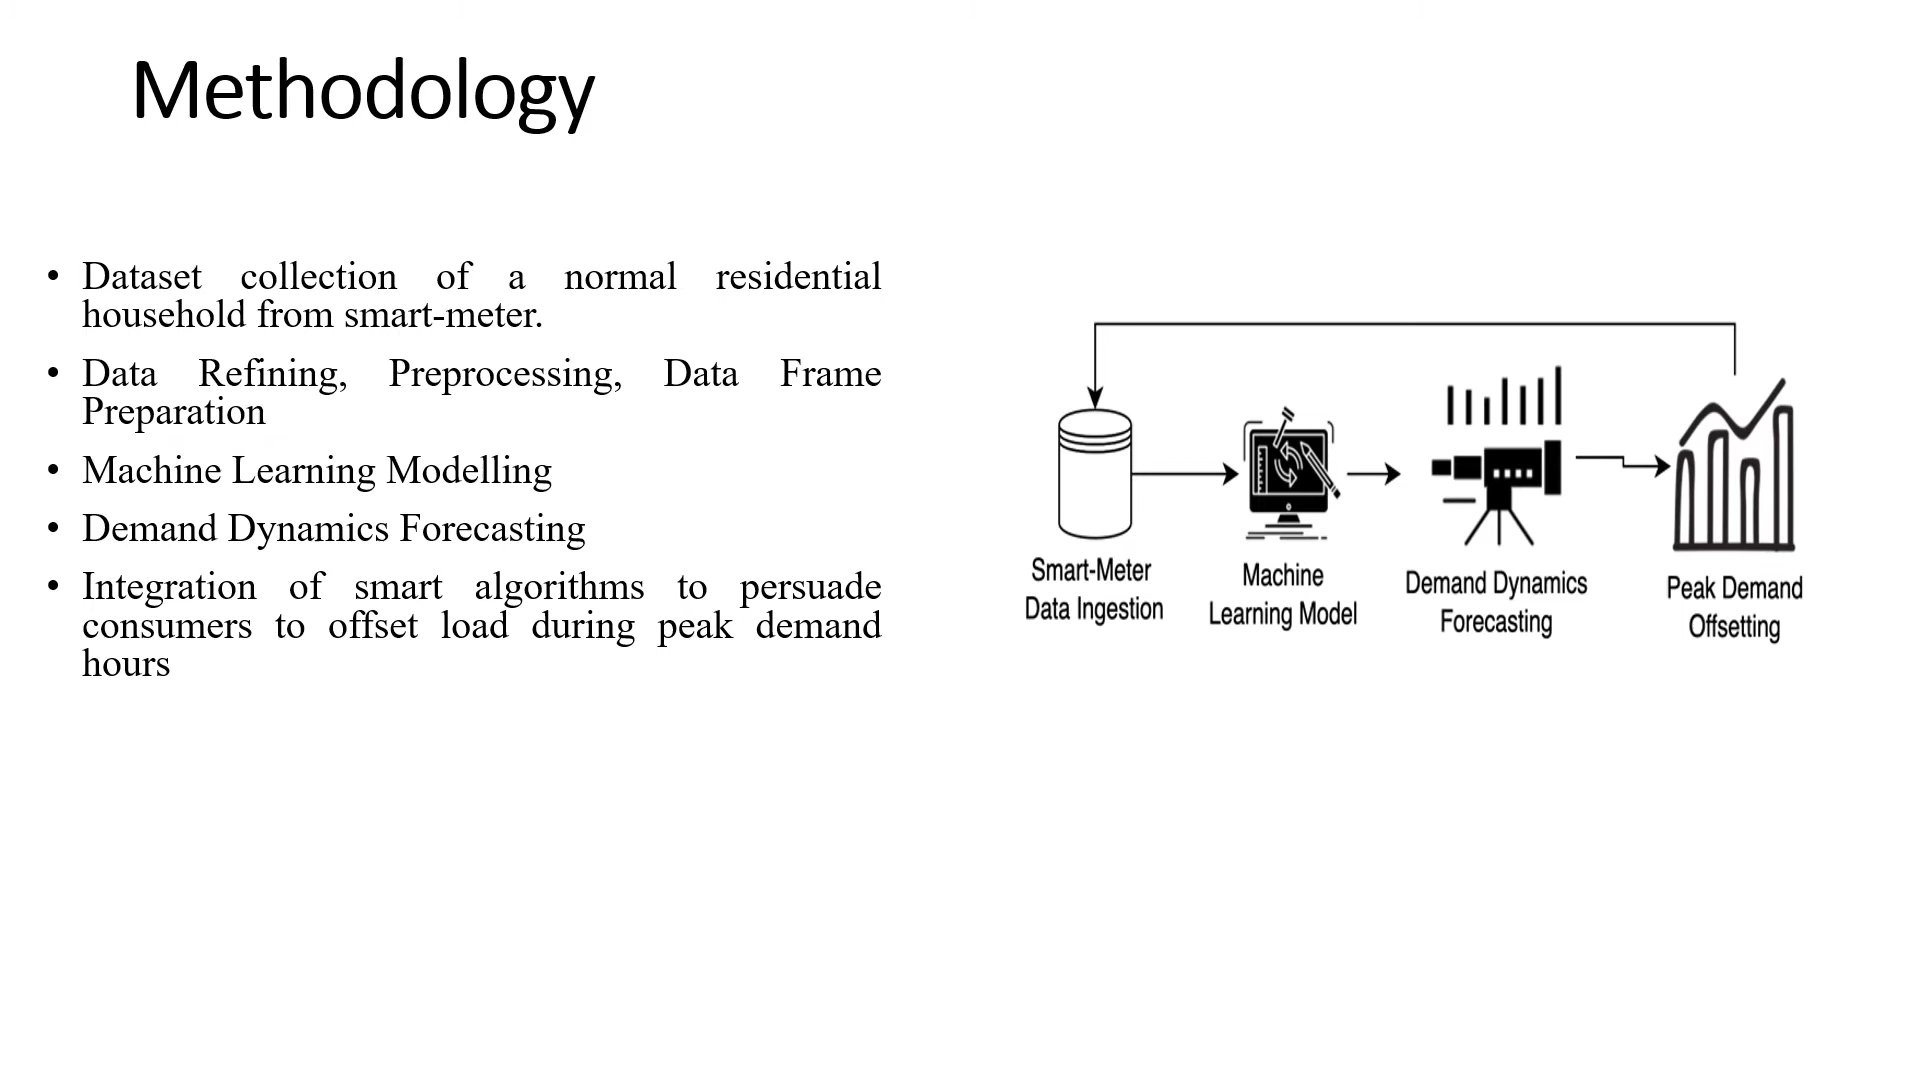 Methodology
• Dataset collection of a normal residential
household from smart-meter.
• Data Refining, Preprocessing, Data Frame
Preparation
• Machine Learning Modelling
• Demand Dynamics Forecasting
• Integration of smart algorithms to persuade
consumers to offset load during peak demand
hours
Smart-Meter
Data Ingestion
Machine
Learning Model
Demand Dynamics
Forecasting
Peak Demand
Offsetting